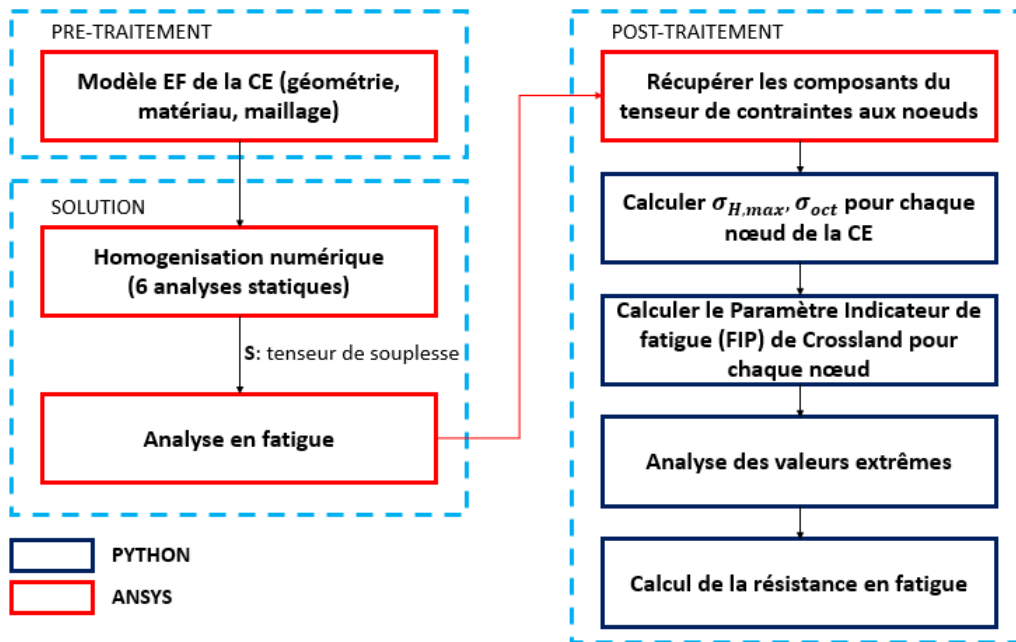 PRE-TRAITEMENT
Modèle EF de la CE (géométrie,
matériau, maillage)
SOLUTION
Homogenisation numérique
(6 analyses statiques)
S: tenseur de souplesse
Analyse en fatigue
PYTHON
ANSYS
POST-TRAITEMENT
Récupérer les composants du
tenseur de contraintes aux noeuds
Calculer σ_{H,max}, σ_{oct} pour chaque
nœud de la CE
Calculer le Paramètre Indicateur de
fatigue (FIP) de Crossland pour
chaque nœud
Analyse des valeurs extrêmes
Calcul de la résistance en fatigue